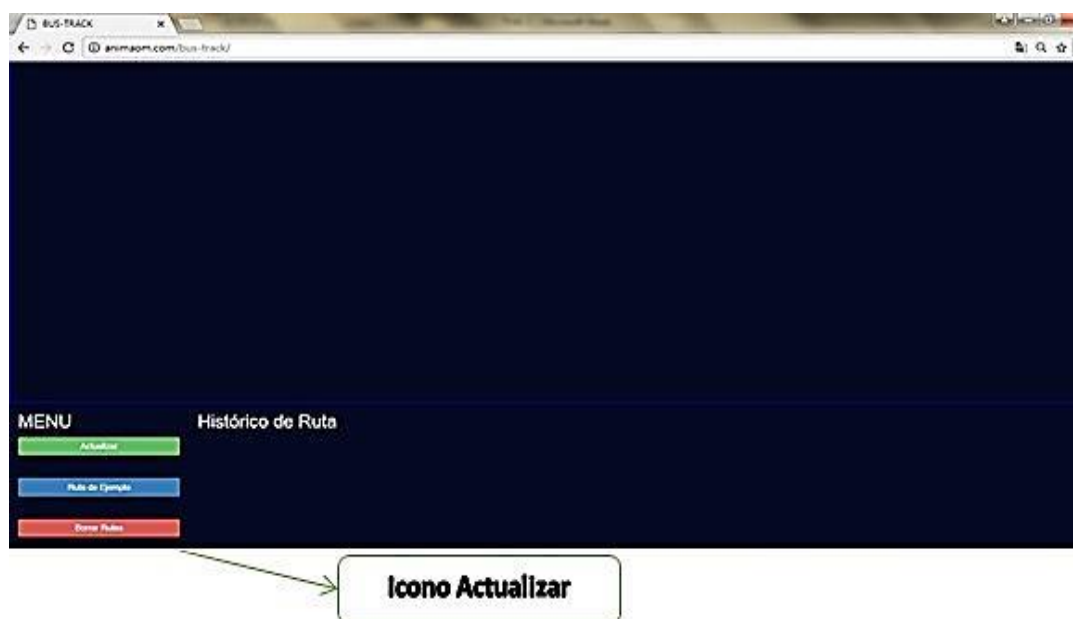 BUS-TRACK
animaom.com/bus-track/
MENU
Histórico de Ruta
Actualizar
Ruta de Ejemplo
Borrar Rutas
Icono Actualizar